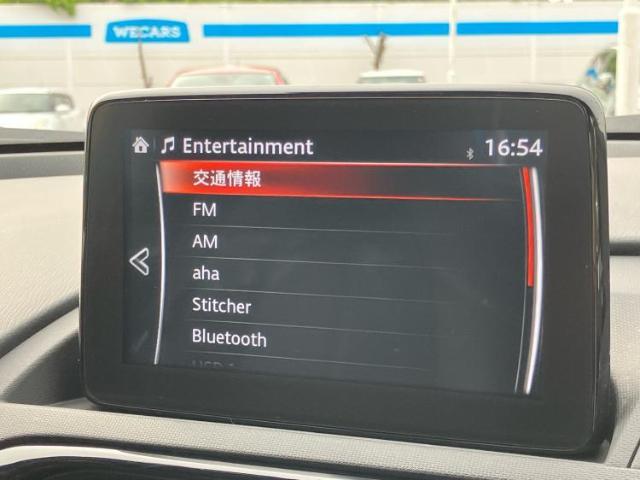 WECARS
Entertainment
16:54
交通情報
FM
AM
aha
Stitcher
Bluetooth